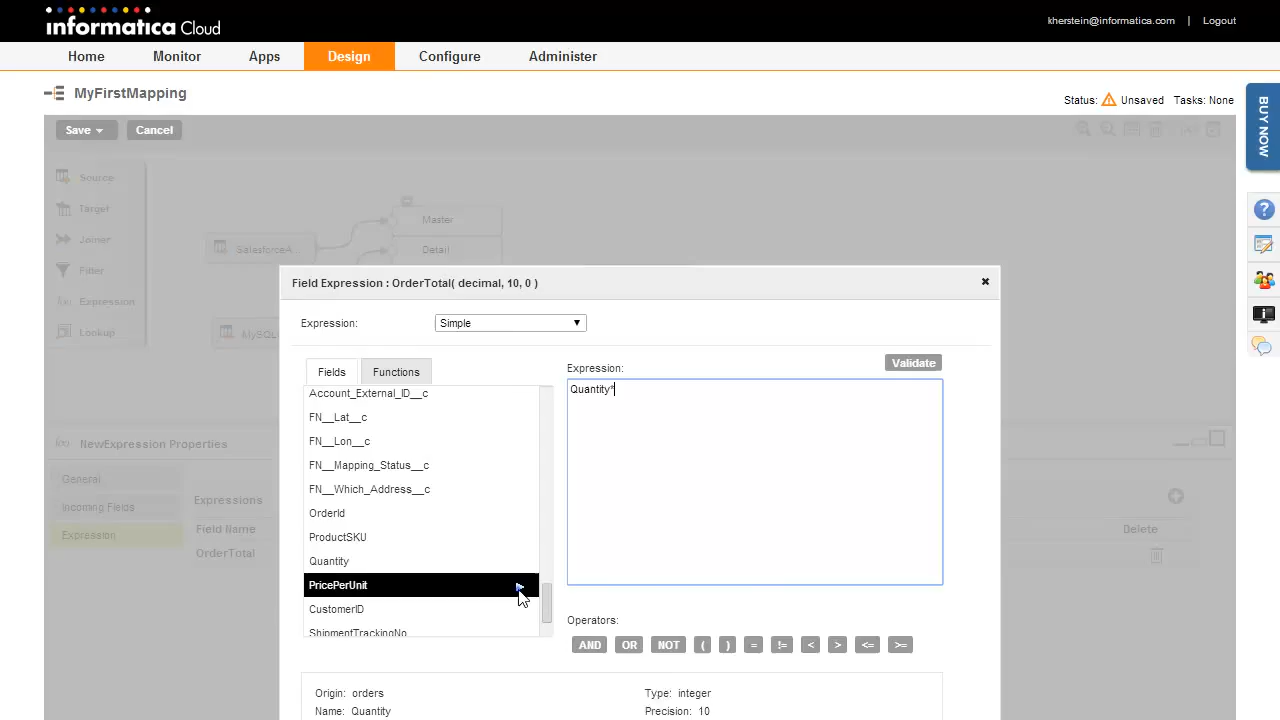 informatica Cloud
kherstein@informatica.com | Logout
Home Monitor Apps Design Configure Administer
MyFirstMapping
Status: Unsaved Tasks: None
BUY NOW
Save Cancel
Source
Target
Joiner
Filter
Expression
Lookup
SalesforceA...
Master
Detail
Field Expression : OrderTotal( decimal, 10, 0 )
Expression: Simple
Fields Functions
Expression:
Validate
Account_External_ID__c
FN__Lat__c
FN__Lon__c
FN__Mapping_Status__c
FN__Which_Address__c
OrderId
ProductSKU
Quantity
PricePerUnit
CustomerID
ShipmentTrackingNo
Quantity*
Operators:
AND OR NOT ( ) = != < > <= >=
Origin: orders Type: integer
Name: Quantity Precision: 10
MySQL
NewExpression Properties
General
Incoming Fields
Expression
Expressions
Field Name
OrderTotal
Delete